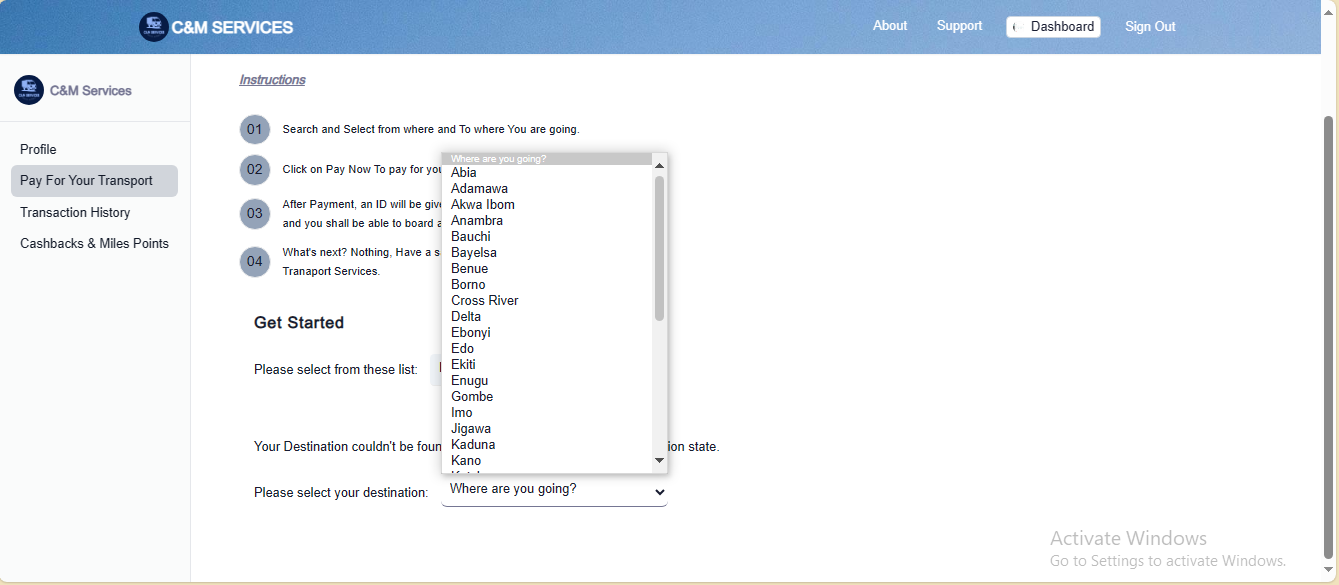 C&M SERVICES
About
Support
Dashboard
Sign Out
C&M Services
Profile
Pay For Your Transport
Transaction History
Cashbacks & Miles Points
Instructions
01
Search and Select from where and To where You are going.
02
Click on Pay Now To pay for
03
After Payment, an ID will be
and you shall be able to board
04
What's next? Nothing, Have a
Tranaport Services.
Get Started
Please select from these list:
Your Destination couldn't be
state.
Please select your destination:
Where are you going?
Abia
Adamawa
Akwa Ibom
Anambra
Bauchi
Bayelsa
Benue
Borno
Cross River
Delta
Ebonyi
Edo
Ekiti
Enugu
Gombe
Imo
Jigawa
Kaduna
Kano
Where are you going?
Activate Windows
Go to Settings to activate Windows.